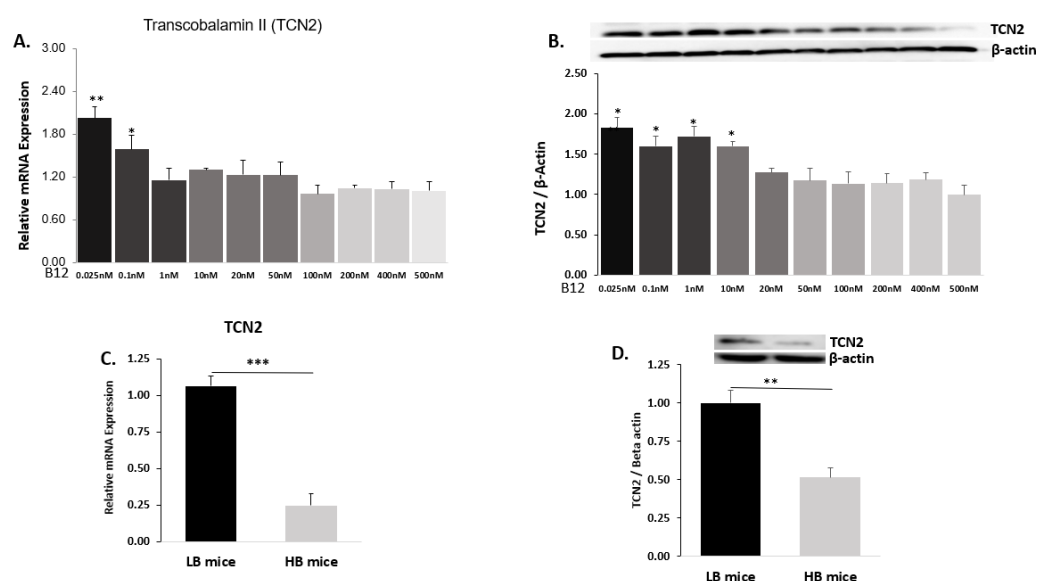 Transcobalamin II (TCN2)
A.
3.00
2.40
1.80
1.20
0.60
0.00
Relative mRNA Expression
**
*
B12 0.025nM 0.1nM 1nM 10nM 20nM 50nM 100nM 200nM 400nM 500nM
B.
TCN2
β-actin
2.50
2.00
1.50
1.00
0.50
0.00
TCN2 / β-Actin
* * * *
B12 0.025nM 0.1nM 1nM 10nM 20nM 50nM 100nM 200nM 400nM 500nM
TCN2
C.
1.25
1.00
0.75
0.50
0.25
0.00
Relative mRNA Expression
***
LB mice HB mice
D.
TCN2
β-actin
1.00
0.75
0.50
0.25
0.00
TCN2 / Beta actin
**
LB mice HB mice